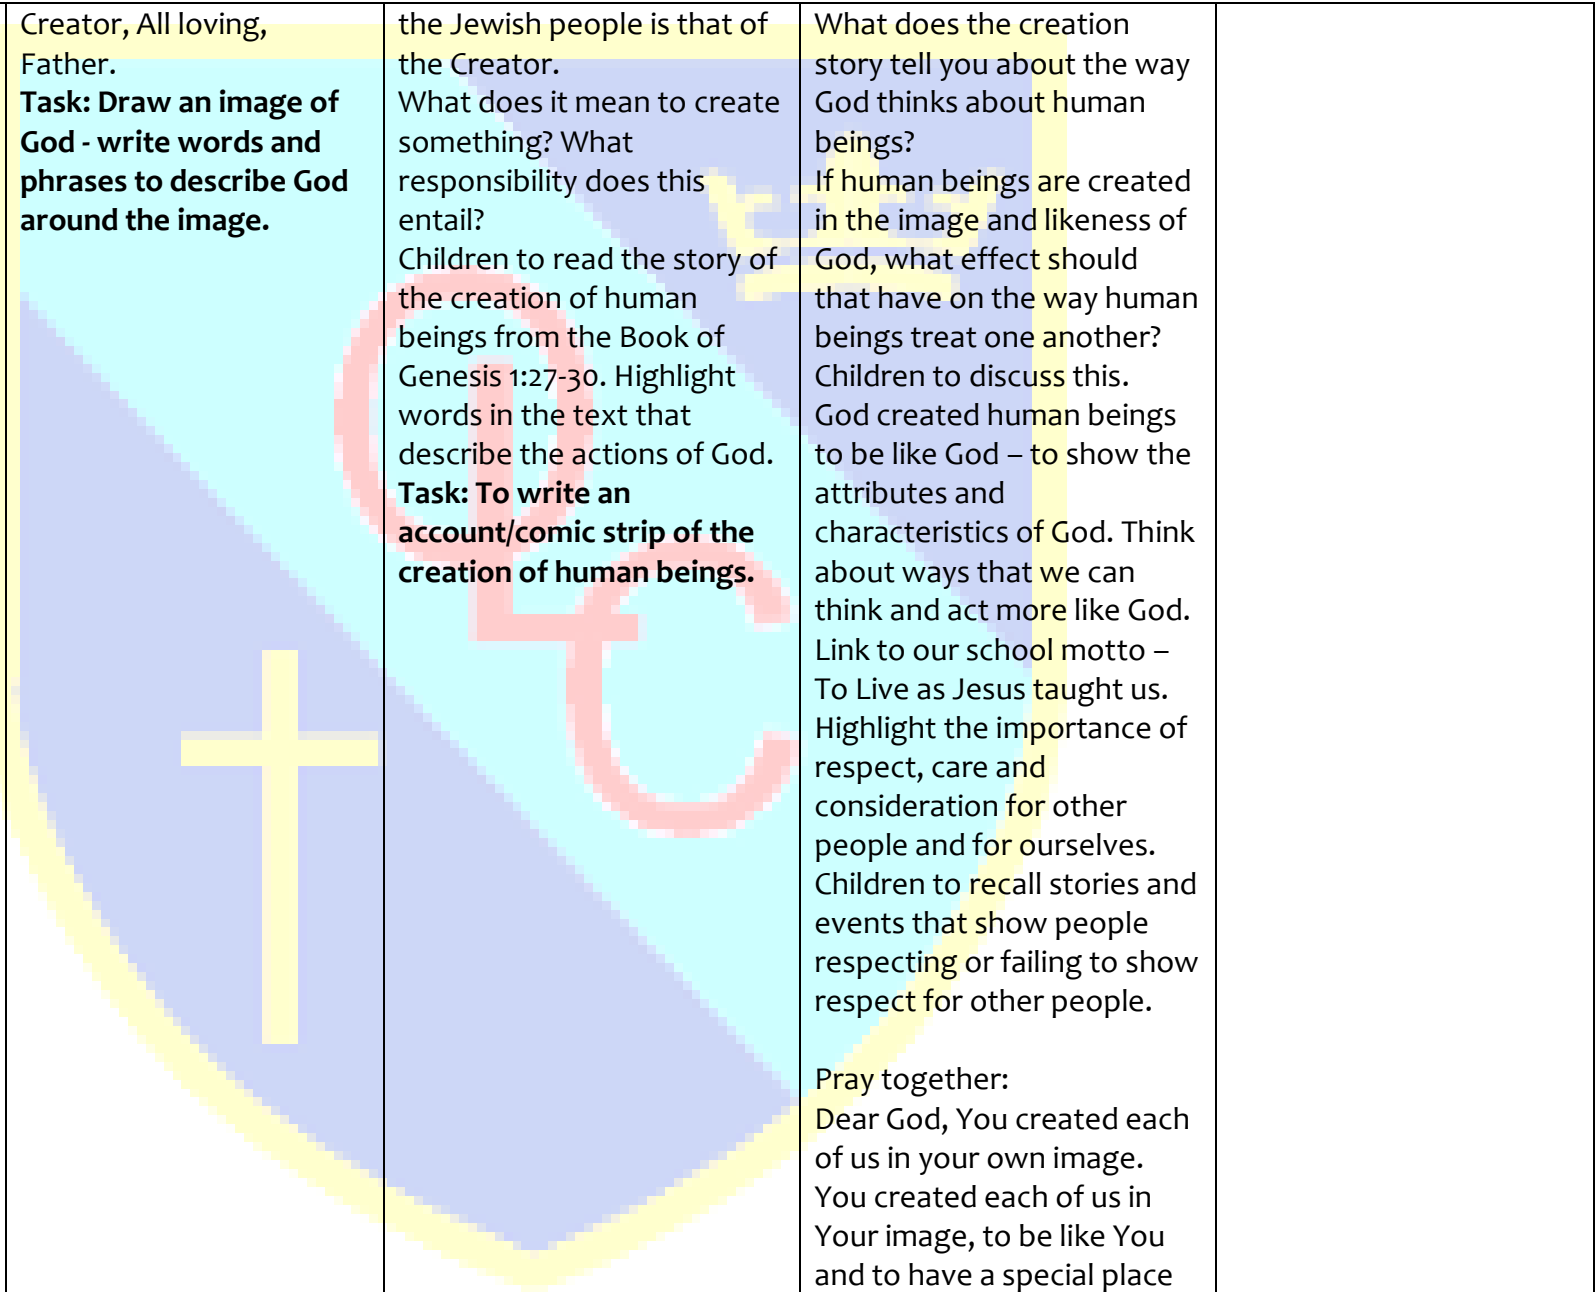 Creator, All loving,
Father.
Task: Draw an image of
God - write words and
phrases to describe God
around the image.
the Jewish people is that of
the Creator.
What does it mean to create
something? What
responsibility does this
entail?
Children to read the story of
the creation of human
beings from the Book of
Genesis 1:27-30. Highlight
words in the text that
describe the actions of God.
Task: To write an
account/comic strip of the
creation of human beings.
What does the creation
story tell you about the way
God thinks about human
beings?
If human beings are created
in the image and likeness of
God, what effect should
that have on the way human
beings treat one another?
Children to discuss this.
God created human beings
to be like God – to show the
attributes and
characteristics of God. Think
about ways that we can
think and act more like God.
Link to our school motto –
To Live as Jesus taught us.
Highlight the importance of
respect, care and
consideration for other
people and for ourselves.
Children to recall stories and
events that show people
respecting or failing to show
respect for other people.
Pray together:
Dear God, You created each
of us in your own image.
You created each of us in
Your image, to be like You
and to have a special place
O
L
C